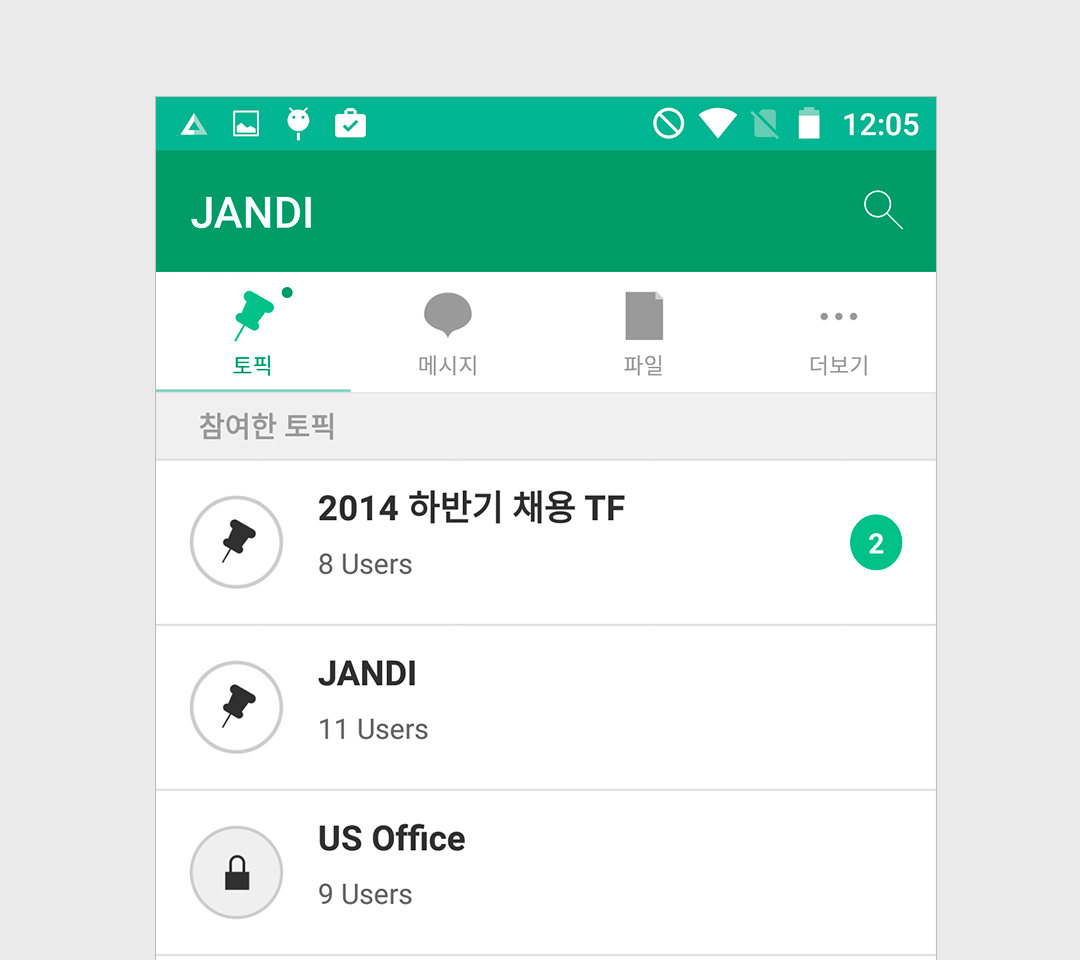 12:05
JANDI
토픽
메시지
파일
더보기
참여한 토픽
2014 하반기 채용 TF
8 Users
2
JANDI
11 Users
US Office
9 Users